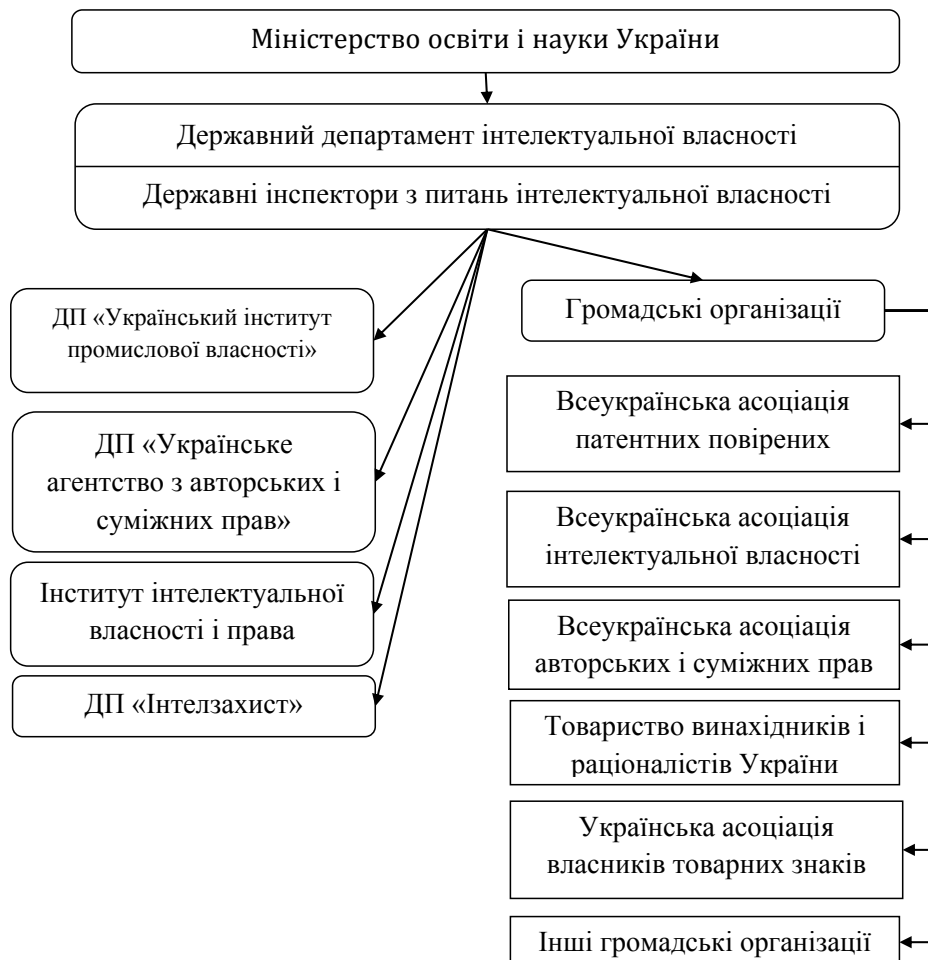 Міністерство освіти і науки України
Державний департамент інтелектуальної власності
Державні інспектори з питань інтелектуальної власності
ДП «Український інститут
промислової власності»
ДП «Українське
агентство з авторських і
суміжних прав»
Інститут інтелектуальної
власності і права
ДП «Інтелзахист»
Громадські організації
Всеукраїнська асоціація
патентних повірених
Всеукраїнська асоціація
інтелектуальної власності
Всеукраїнська асоціація
авторських і суміжних прав
Товариство винахідників і
раціоналістів України
Українська асоціація
власників товарних знаків
Інші громадські організації